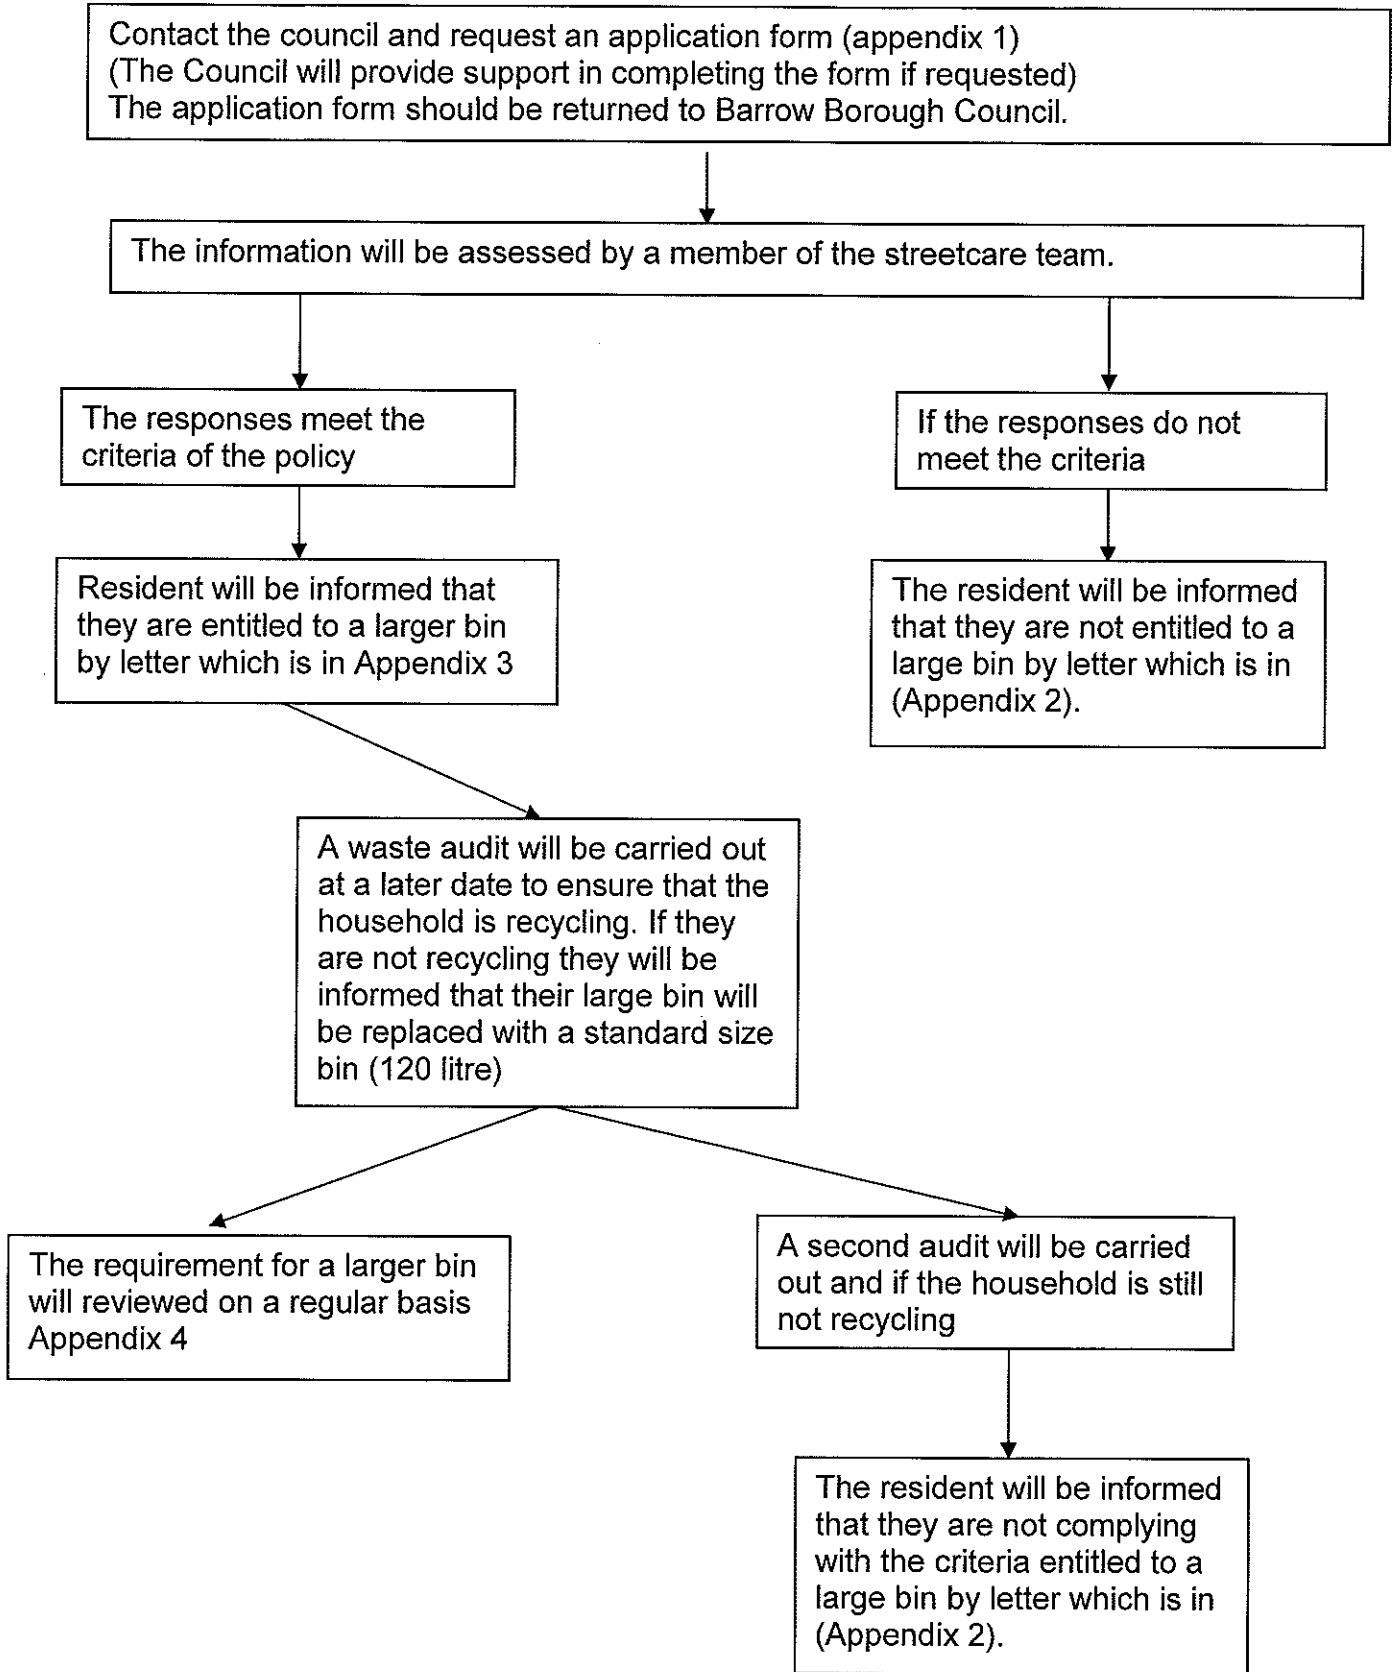 Contact the council and request an application form (appendix 1)
(The Council will provide support in completing the form if requested)
The application form should be returned to Barrow Borough Council.
The information will be assessed by a member of the streetcare team.
The responses meet the
criteria of the policy
If the responses do not
meet the criteria
Resident will be informed that
they are entitled to a larger bin
by letter which is in Appendix 3
The resident will be informed
that they are not entitled to a
large bin by letter which is in
(Appendix 2).
A waste audit will be carried out
at a later date to ensure that the
household is recycling. If they
are not recycling they will be
informed that their large bin will
be replaced with a standard size
bin (120 litre)
The requirement for a larger bin
will reviewed on a regular basis
Appendix 4
A second audit will be carried
out and if the household is still
not recycling
The resident will be informed
that they are not complying
with the criteria entitled to a
large bin by letter which is in
(Appendix 2).